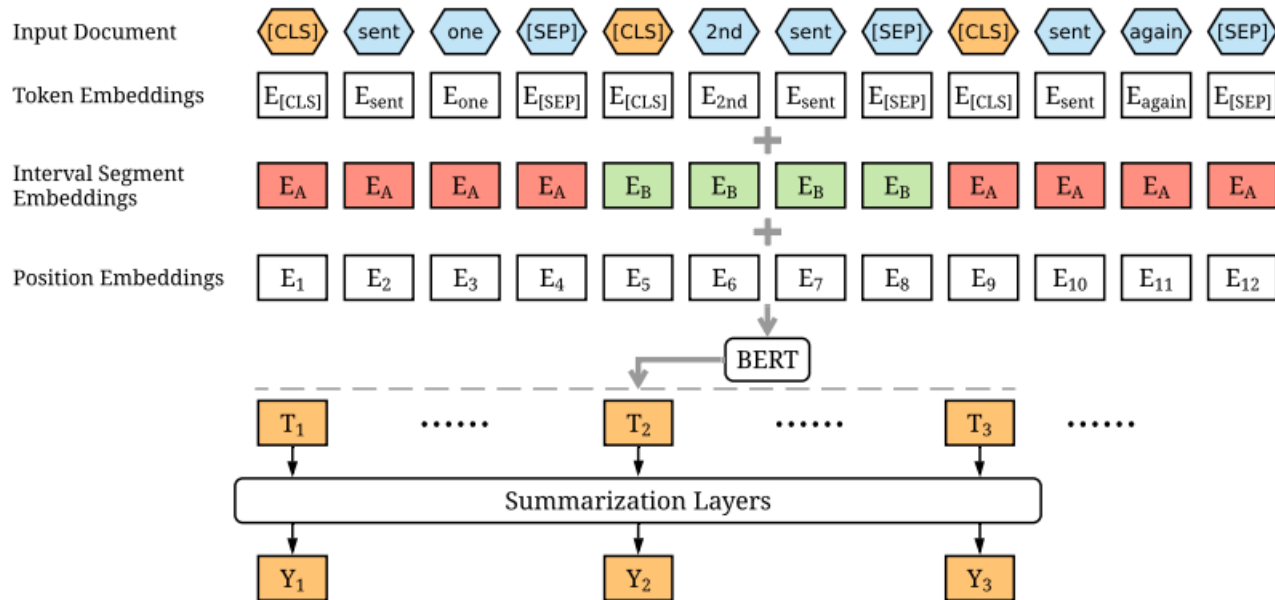 Input Document [CLS] sent one [SEP] [CLS] 2nd sent [SEP] [CLS] sent again [SEP]
Token Embeddings E[CLS] Esent Eone E[SEP] E[CLS] E2nd Esent E[SEP] E[CLS] Esent Eagain E[SEP]
+
Interval Segment
Embeddings EA EA EA EA EB EB EB EB EA EA EA EA
+
Position Embeddings E1 E2 E3 E4 E5 E6 E7 E8 E9 E10 E11 E12
BERT
T1 ...... T2 ...... T3 ......
Summarization Layers
Y1 Y2 Y3